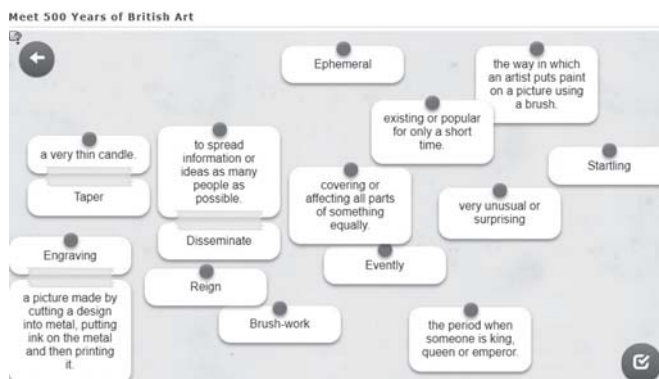 Meet 500 Years of British Art
?
Ephemeral
the way in which
an artist puts paint
on a picture using
a brush.
existing or popular
for only a short
time.
a very thin candle.
Taper
to spread
information or
ideas as many
people as
possible.
Disseminate
covering or
affecting all parts
of something
equally.
Startling
very unusual or
surprising
Engraving
a picture made by
cutting a design
into metal, putting
ink on the metal
and then printing
it.
Evently
Reign
Brush-work
the period when
someone is king,
queen or emperor.